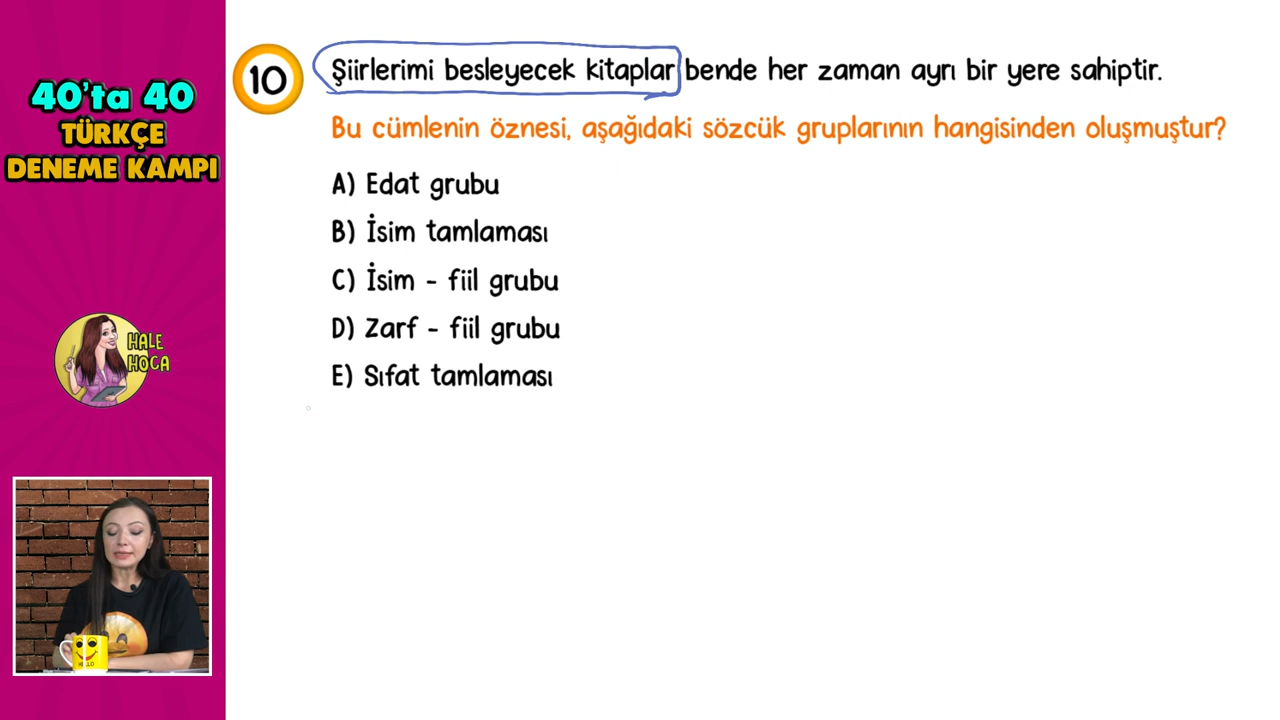 40'ta 40
TÜRKÇE
DENEME KAMPI
HALE
HOCA
10
Şiirlerimi besleyecek kitaplar bende her zaman ayrı bir yere sahiptir.
Bu cümlenin öznesi, aşağıdaki sözcük gruplarının hangisinden oluşmuştur?
A) Edat grubu
B) İsim tamlaması
C) İsim - fiil grubu
D) Zarf - fiil grubu
E) Sıfat tamlaması
HELLO